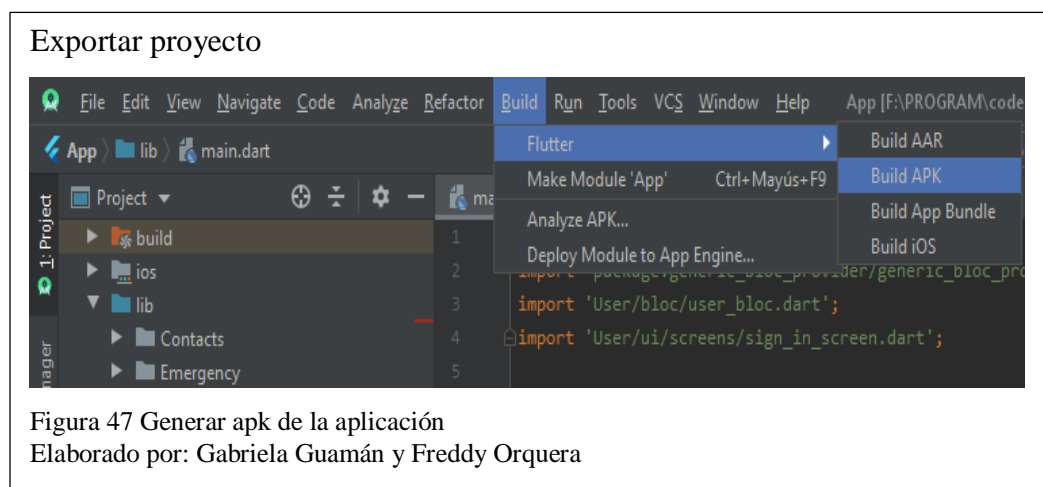 Exportar proyecto
File Edit View Navigate Code Analyze Refactor Build Run Tools VCS Window Help App [F:\PROGRAM\code
App lib main.dart
Flutter
Make Module 'App' Ctrl+Mayús+F9
Analyze APK...
Deploy Module to App Engine...
Build AAR
Build APK
Build App Bundle
Build iOS
1: Project
Project
build
ios
lib
Contacts
Emergency
1
2 import 'package:generic_bloc_provider/generic_bloc_pro
3 import 'User/bloc/user_bloc.dart';
4 import 'User/ui/screens/sign_in_screen.dart';
5
Figura 47 Generar apk de la aplicación
Elaborado por: Gabriela Guamán y Freddy Orquera